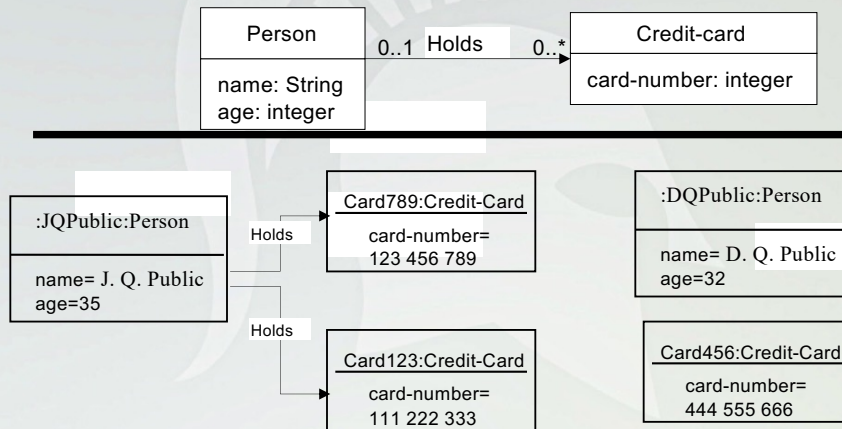 Person
0..1 Holds 0..*
Credit-card
name: String
age: integer
card-number: integer
:JQPublic:Person
name= J. Q. Public
age=35
Holds
Holds
Card789:Credit-Card
card-number=
123 456 789
Card123:Credit-Card
card-number=
111 222 333
:DQPublic:Person
name= D. Q. Public
age=32
Card456:Credit-Card
card-number=
444 555 666